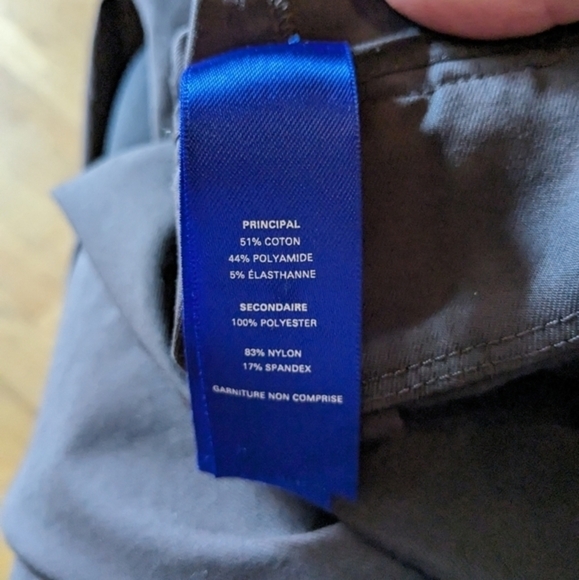 PRINCIPAL
51% COTON
44% POLYAMIDE
5% ÉLASTHANNE
SECONDAIRE
100% POLYESTER
83% NYLON
17% SPANDEX
GARNITURE NON COMPRISE